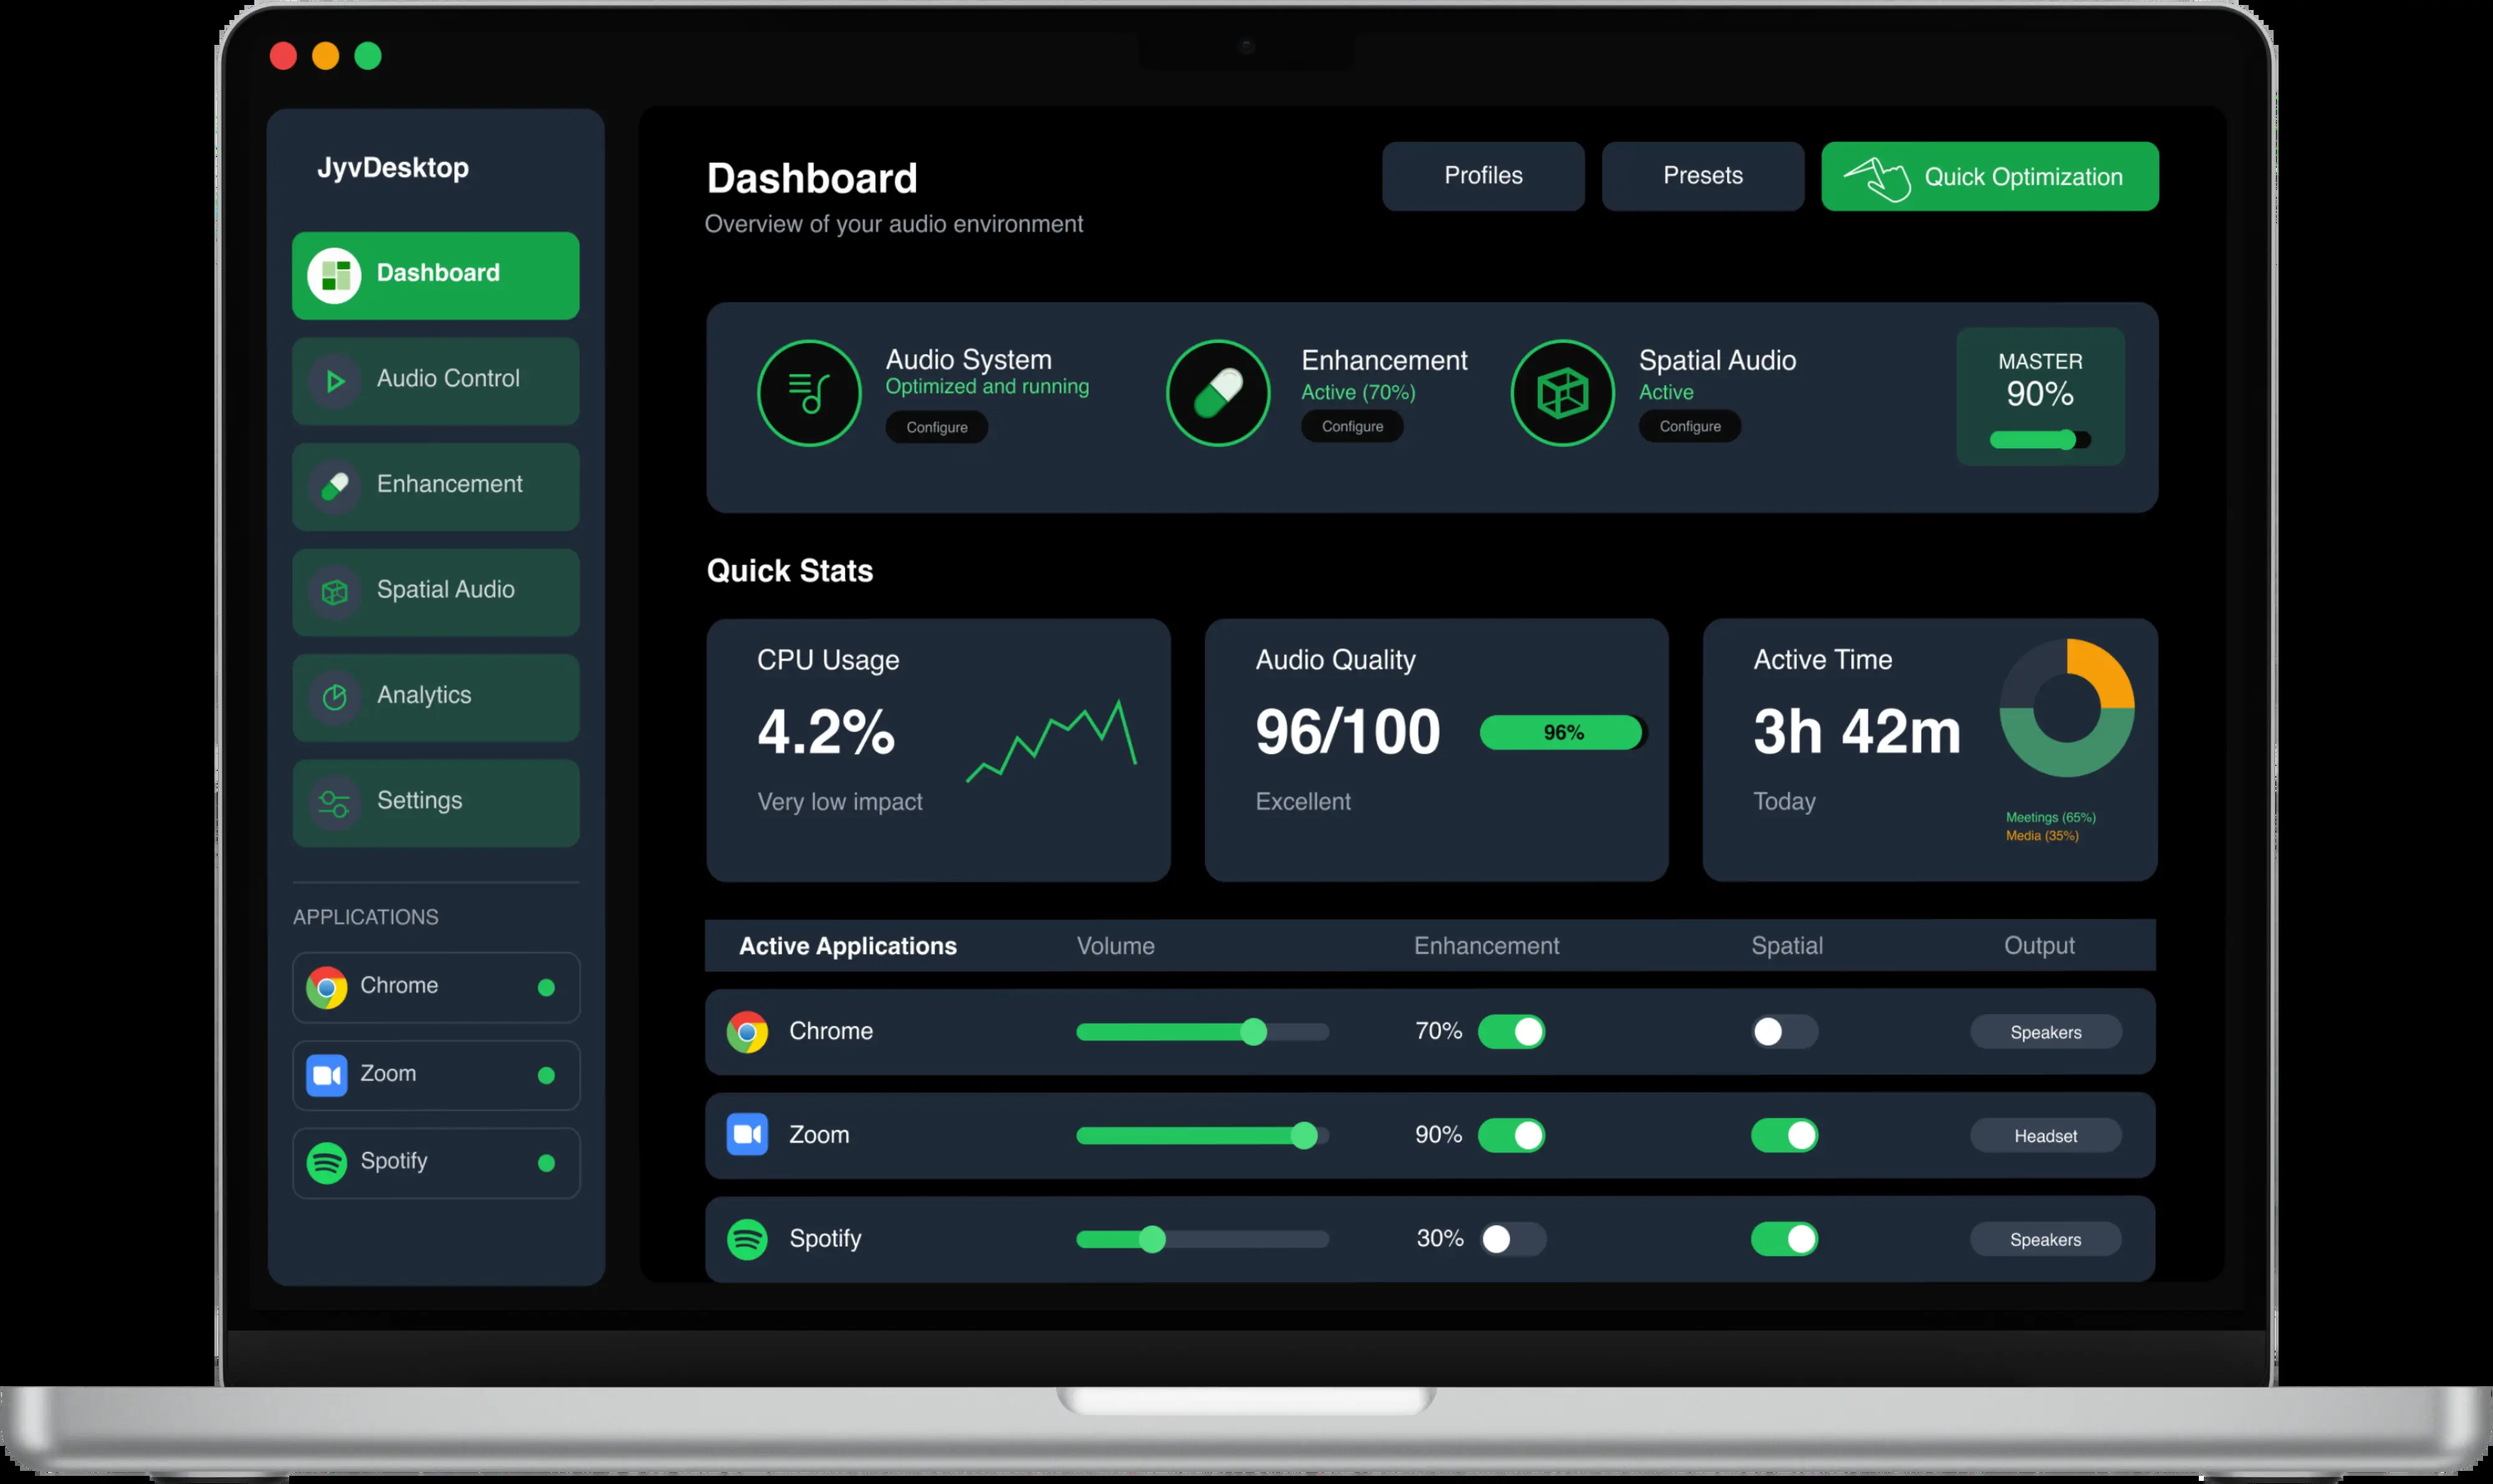 JyvDesktop
Dashboard
Audio Control
Enhancement
Spatial Audio
Analytics
Settings
APPLICATIONS
Chrome
Zoom
Spotify
Dashboard
Overview of your audio environment
Profiles
Presets
Quick Optimization
Audio System
Optimized and running
Configure
Enhancement
Active (70%)
Configure
Spatial Audio
Active
Configure
MASTER
90%
Quick Stats
CPU Usage
4.2%
Very low impact
Audio Quality
96/100
96%
Excellent
Active Time
3h 42m
Today
Meetings (65%)
Media (35%)
Active Applications Volume Enhancement Spatial Output
Chrome 70% Speakers
Zoom 90% Headset
Spotify 30% Speakers